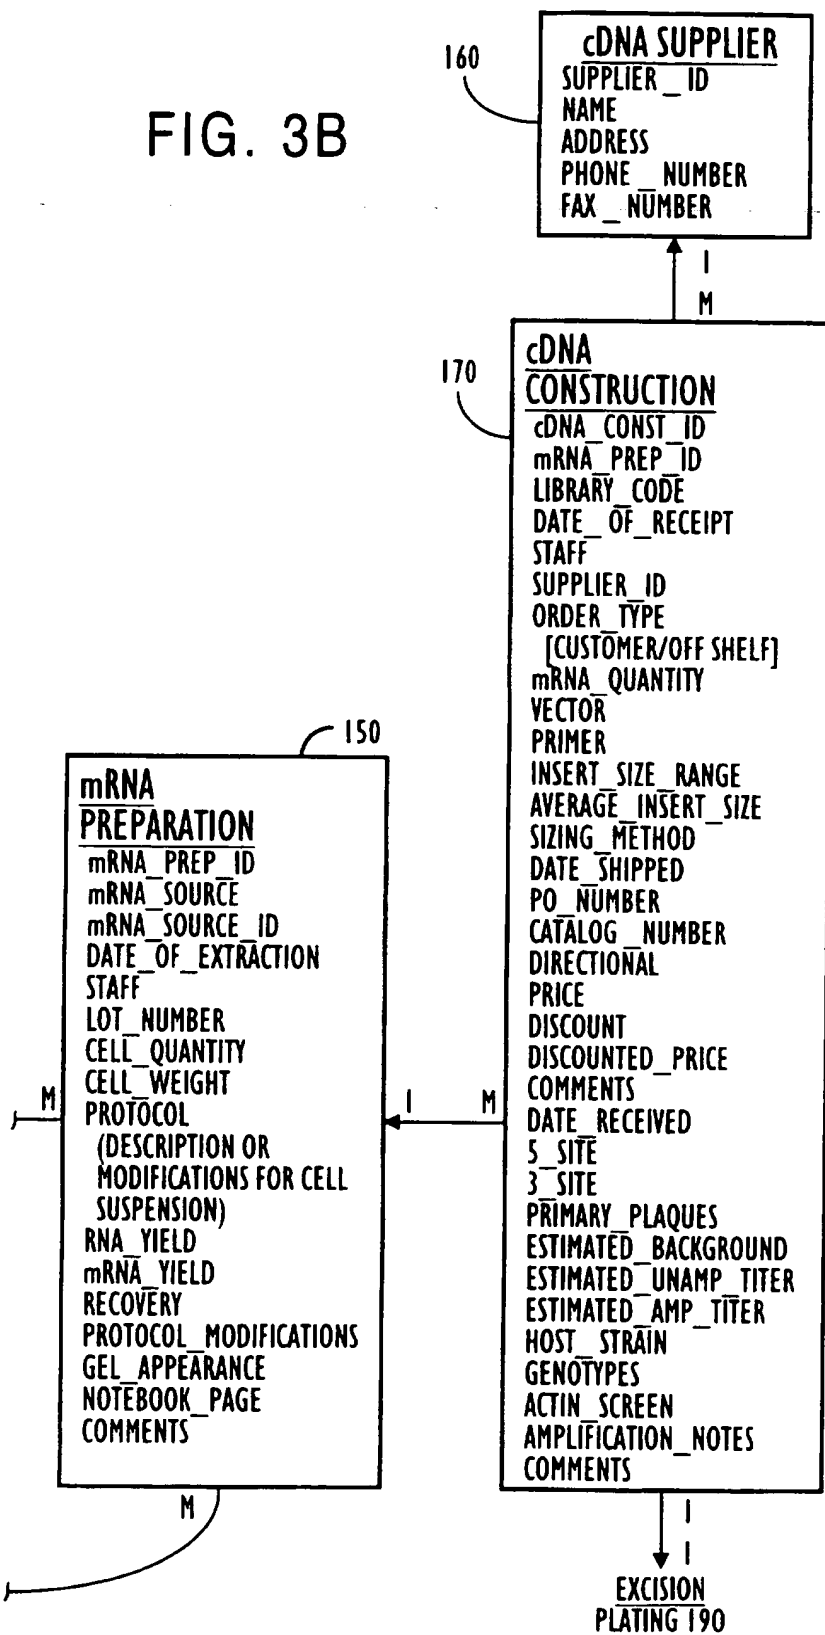 FIG. 3B
160
cDNA SUPPLIER
SUPPLIER_ID
NAME
ADDRESS
PHONE_NUMBER
FAX_NUMBER
1
M
170
cDNA
CONSTRUCTION
cDNA_CONST_ID
mRNA_PREP_ID
LIBRARY_CODE
DATE_OF_RECEIPT
STAFF
SUPPLIER_ID
ORDER_TYPE
[CUSTOMER/OFF SHELF]
mRNA_QUANTITY
VECTOR
PRIMER
INSERT_SIZE_RANGE
AVERAGE_INSERT_SIZE
SIZING_METHOD
DATE_SHIPPED
PO_NUMBER
CATALOG_NUMBER
DIRECTIONAL
PRICE
DISCOUNT
DISCOUNTED_PRICE
COMMENTS
DATE_RECEIVED
5_SITE
3_SITE
PRIMARY_PLAQUES
ESTIMATED_BACKGROUND
ESTIMATED_UNAMP_TITER
ESTIMATED_AMP_TITER
HOST_STRAIN
GENOTYPES
ACTIN_SCREEN
AMPLIFICATION_NOTES
COMMENTS
150
mRNA
PREPARATION
mRNA_PREP_ID
mRNA_SOURCE
mRNA_SOURCE_ID
DATE_OF_EXTRACTION
STAFF
LOT_NUMBER
CELL_QUANTITY
CELL_WEIGHT
PROTOCOL
(DESCRIPTION OR
MODIFICATIONS FOR CELL
SUSPENSION)
RNA_YIELD
mRNA_YIELD
RECOVERY
PROTOCOL_MODIFICATIONS
GEL_APPEARANCE
NOTEBOOK_PAGE
COMMENTS
M
1 M
M
1
1
EXCISION
PLATING 190